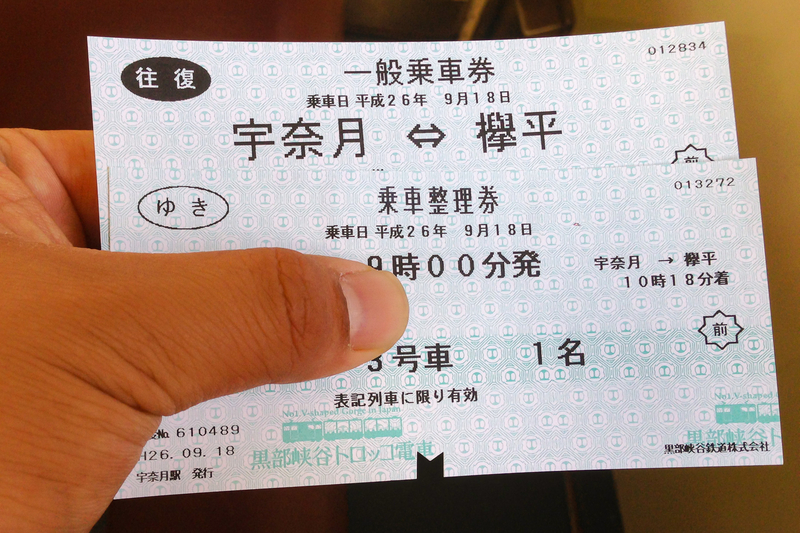 往復
一般乗車券
012834
乗車日 平成26年 9月18日
宇奈月 ⇔ 欅平
前
ゆき
乗車整理券
013272
乗車日 平成26年 9月18日
9時00分発
宇奈月 → 欅平
10時18分着
前
3号車 1名
表記列車に限り有効
No1.V-shaped Gorge in Japan
黒部峡谷トロッコ電車
№ 610489
H26.09.18
宇奈月駅 発行
No1.V-shaped
黒部峡谷鉄道株式会社